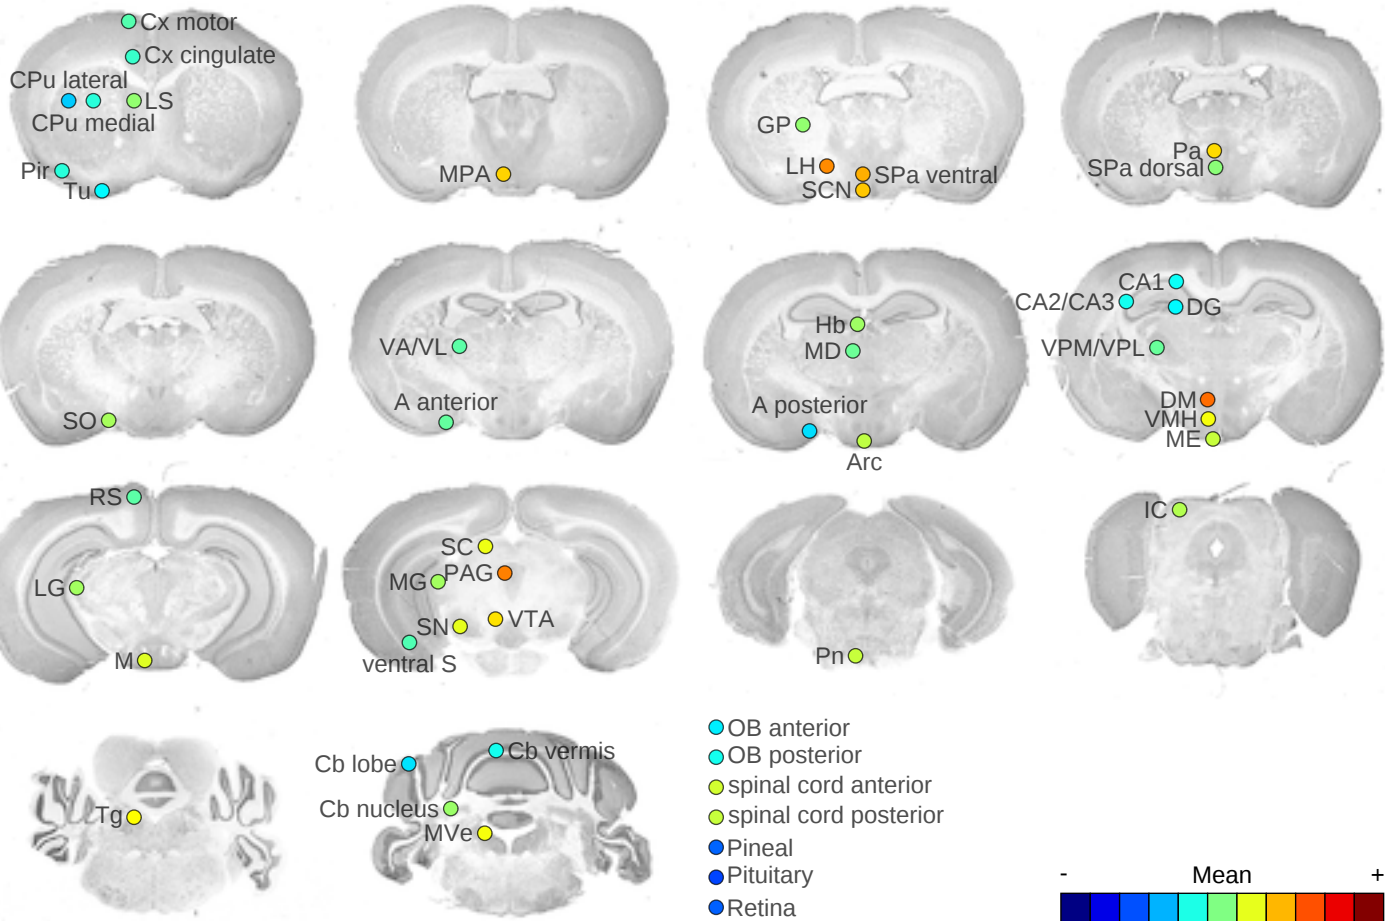 Cx motor
Cx cingulate
CPu lateral
LS
CPu medial
Pir
Tu
MPA
GP
LH
SPa ventral
SCN
Pa
SPa dorsal
SO
VA/VL
A anterior
Hb
MD
A posterior
Arc
CA1
CA2/CA3
DG
VPM/VPL
DM
VMH
ME
RS
LG
M
SC
PAG
MG
VTA
SN
ventral S
Pn
IC
Tg
Cb lobe
Cb vermis
Cb nucleus
MVe
OB anterior
OB posterior
spinal cord anterior
spinal cord posterior
Pineal
Pituitary
Retina
- Mean +